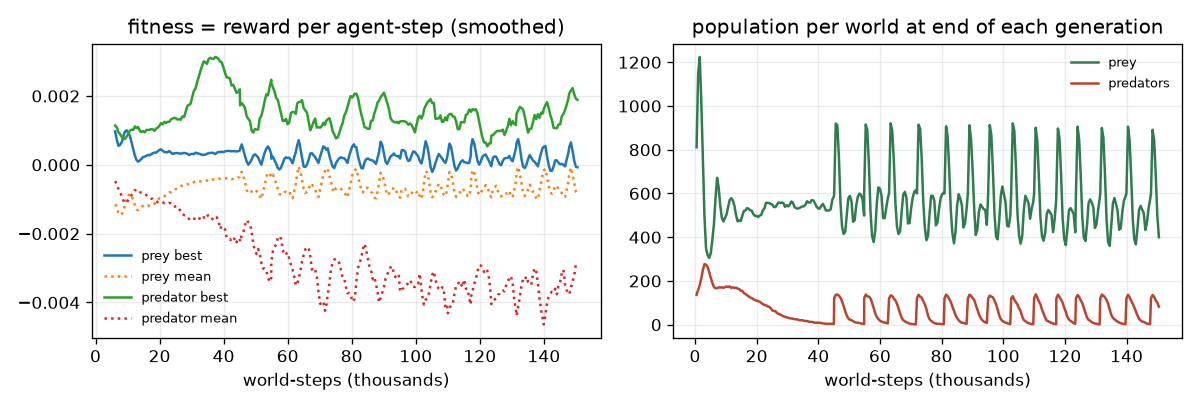 fitness = reward per agent-step (smoothed)
0.002
0.000
−0.002
−0.004
prey best
prey mean
predator best
predator mean
0 20 40 60 80 100 120 140
world-steps (thousands)
population per world at end of each generation
1200
1000
800
600
400
200
0
prey
predators
0 20 40 60 80 100 120 140
world-steps (thousands)